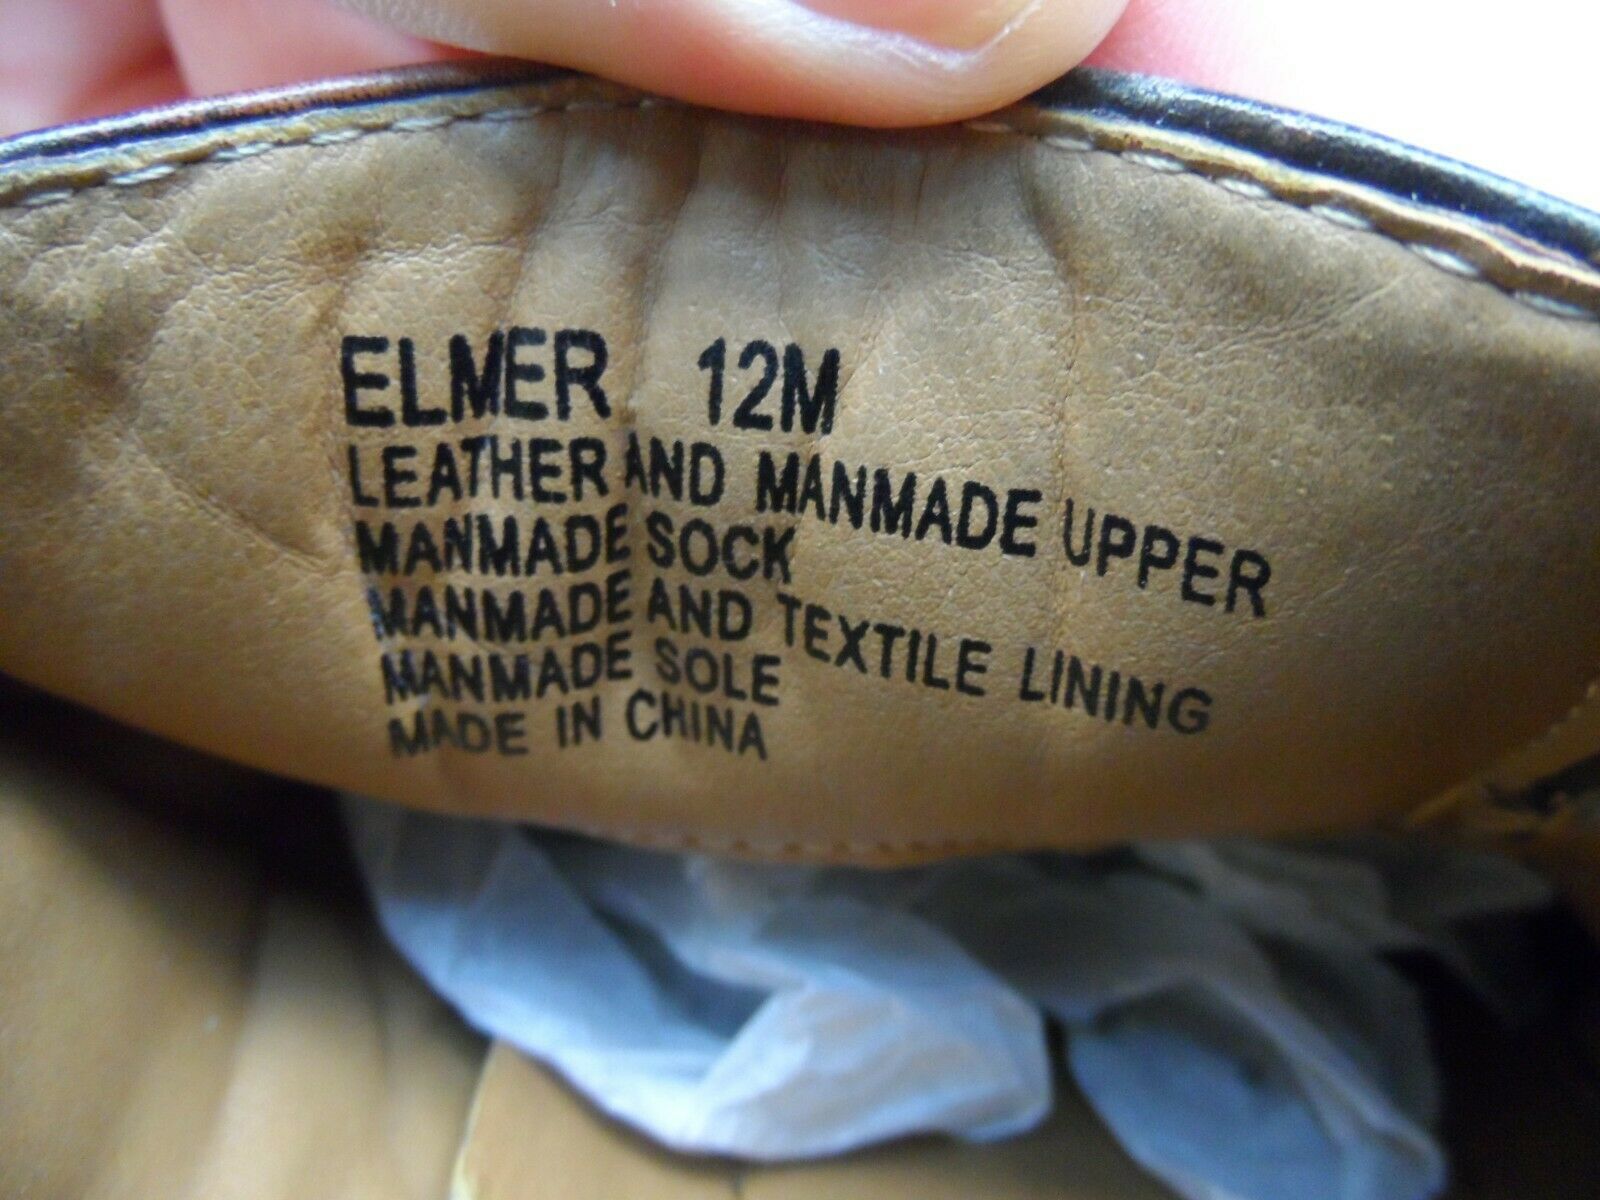 ELMER 12M
LEATHER AND MANMADE UPPER
MANMADE SOCK
MANMADE AND TEXTILE LINING
MANMADE SOLE
MADE IN CHINA